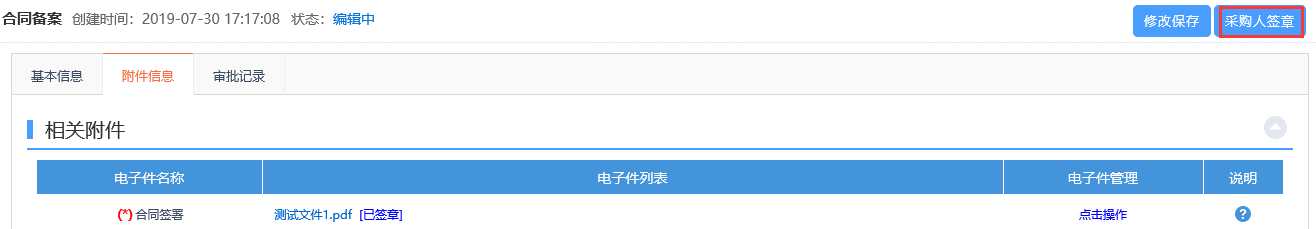 合同备案 创建时间：2019-07-30 17:17:08 状态：编辑中 修改保存 采购人签章
基本信息 附件信息 审批记录
相关附件
电子件名称 电子件列表 电子件管理 说明
(*) 合同签署 测试文件1.pdf [已签章] 点击操作 ?